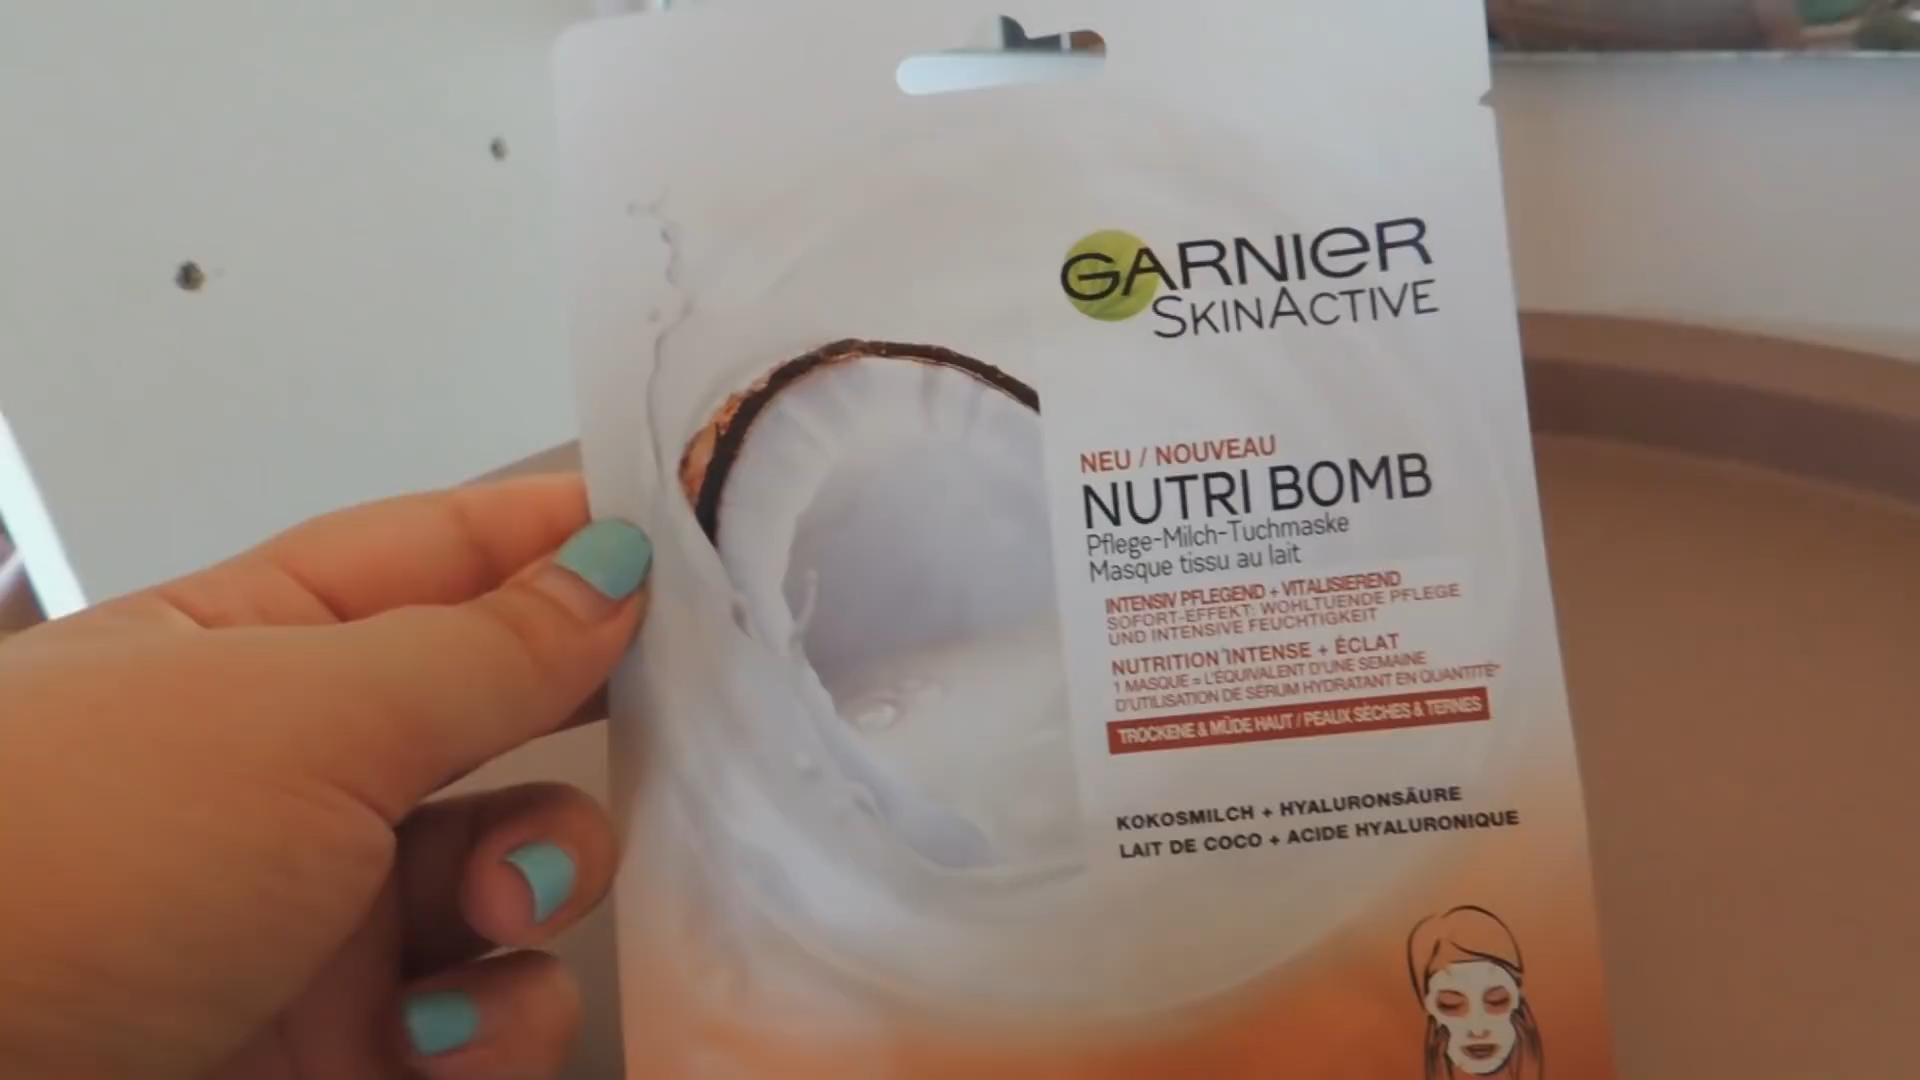 GARNIER
SKINACTIVE
NEU / NOUVEAU
NUTRI BOMB
Pflege-Milch-Tuchmaske
Masque tissu au lait
INTENSIV PFLEGEND + VITALISIEREND
SOFORT-EFFEKT: WOHLTUENDE PFLEGE
UND INTENSIVE FEUCHTIGKEIT
NUTRITION INTENSE + ÉCLAT
1 MASQUE = L'ÉQUIVALENT D'UNE SEMAINE
D'UTILISATION DE SÉRUM HYDRATANT EN QUANTITÉ*
TROCKENE & MÜDE HAUT / PEAUX SÈCHES & TERNES
KOKOSMILCH + HYALURONSÄURE
LAIT DE COCO + ACIDE HYALURONIQUE